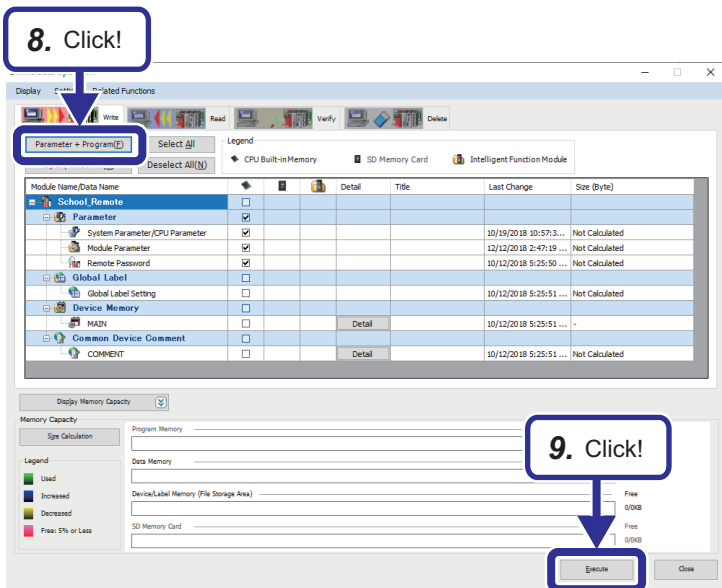 8. Click!
Display Related Functions
Write Read Verify Delete
Parameter + Program(F) Select All Legend
Deselect All(N) CPU Built-inMemory SD Memory Card Intelligent Function Module
Module Name/Data Name Detail Title Last Change Size (Byte)
School_Remote
Parameter
System Parameter/CPU Parameter 10/19/2018 10:57:3... Not Calculated
Module Parameter 12/12/2018 2:47:19 ... Not Calculated
Remote Password 10/12/2018 5:25:50 ... Not Calculated
Global Label
Global Label Setting 10/12/2018 5:25:51 ... Not Calculated
Device Memory
MAIN Detail 10/12/2018 5:25:51 ... -
Common Device Comment
COMMENT Detail 10/12/2018 5:25:51 ... Not Calculated
Display Memory Capacity
Memory Capacity
Size Calculation
Program Memory
Legend
Data Memory
Used
Increased
Device/Label Memory (File Storage Area) Free
Decreased
0/0KB
Free: 5% or Less
SD Memory Card Free
0/0KB
9. Click!
Execute Close